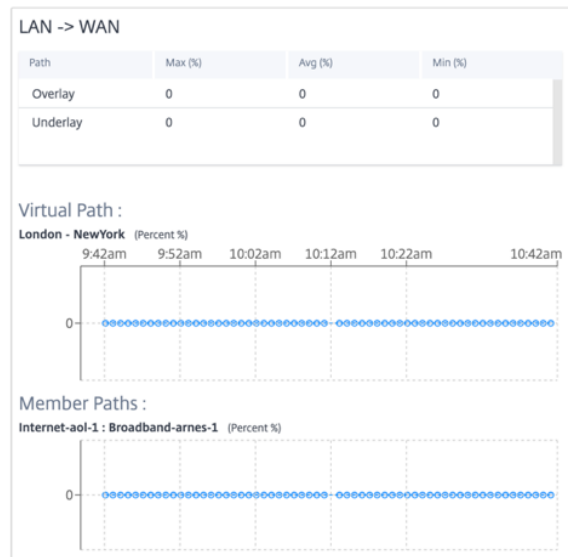 LAN -> WAN
Path Max (%) Avg (%) Min (%)
Overlay 0 0 0
Underlay 0 0 0
Virtual Path :
London - NewYork (Percent %)
9:42am 9:52am 10:02am 10:12am 10:22am 10:42am
0
Member Paths :
Internet-aol-1 : Broadband-arnes-1 (Percent %)
0